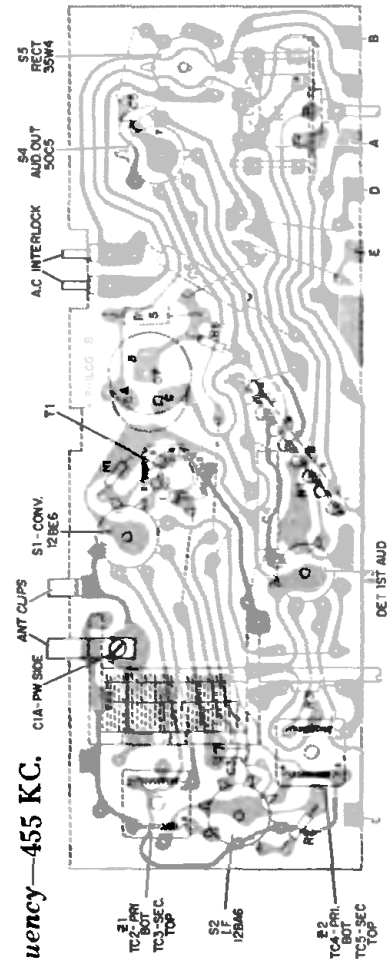 uency—455 KC.
Z1
TC2-PRI
BOT
TC3-SEC.
TOP
S2
I F
12BA6
Z2
TC4-PRI.
BOT
TC5-SEC
TOP
C1A-PW SIDE
ANT CLIPS
S1-CONV.
12BE6
T1
A.C INTERLOCK
S4
AUD.OUT
50C5
S5
RECT
35W4
DET 1ST AUD
C
E
D
A
B